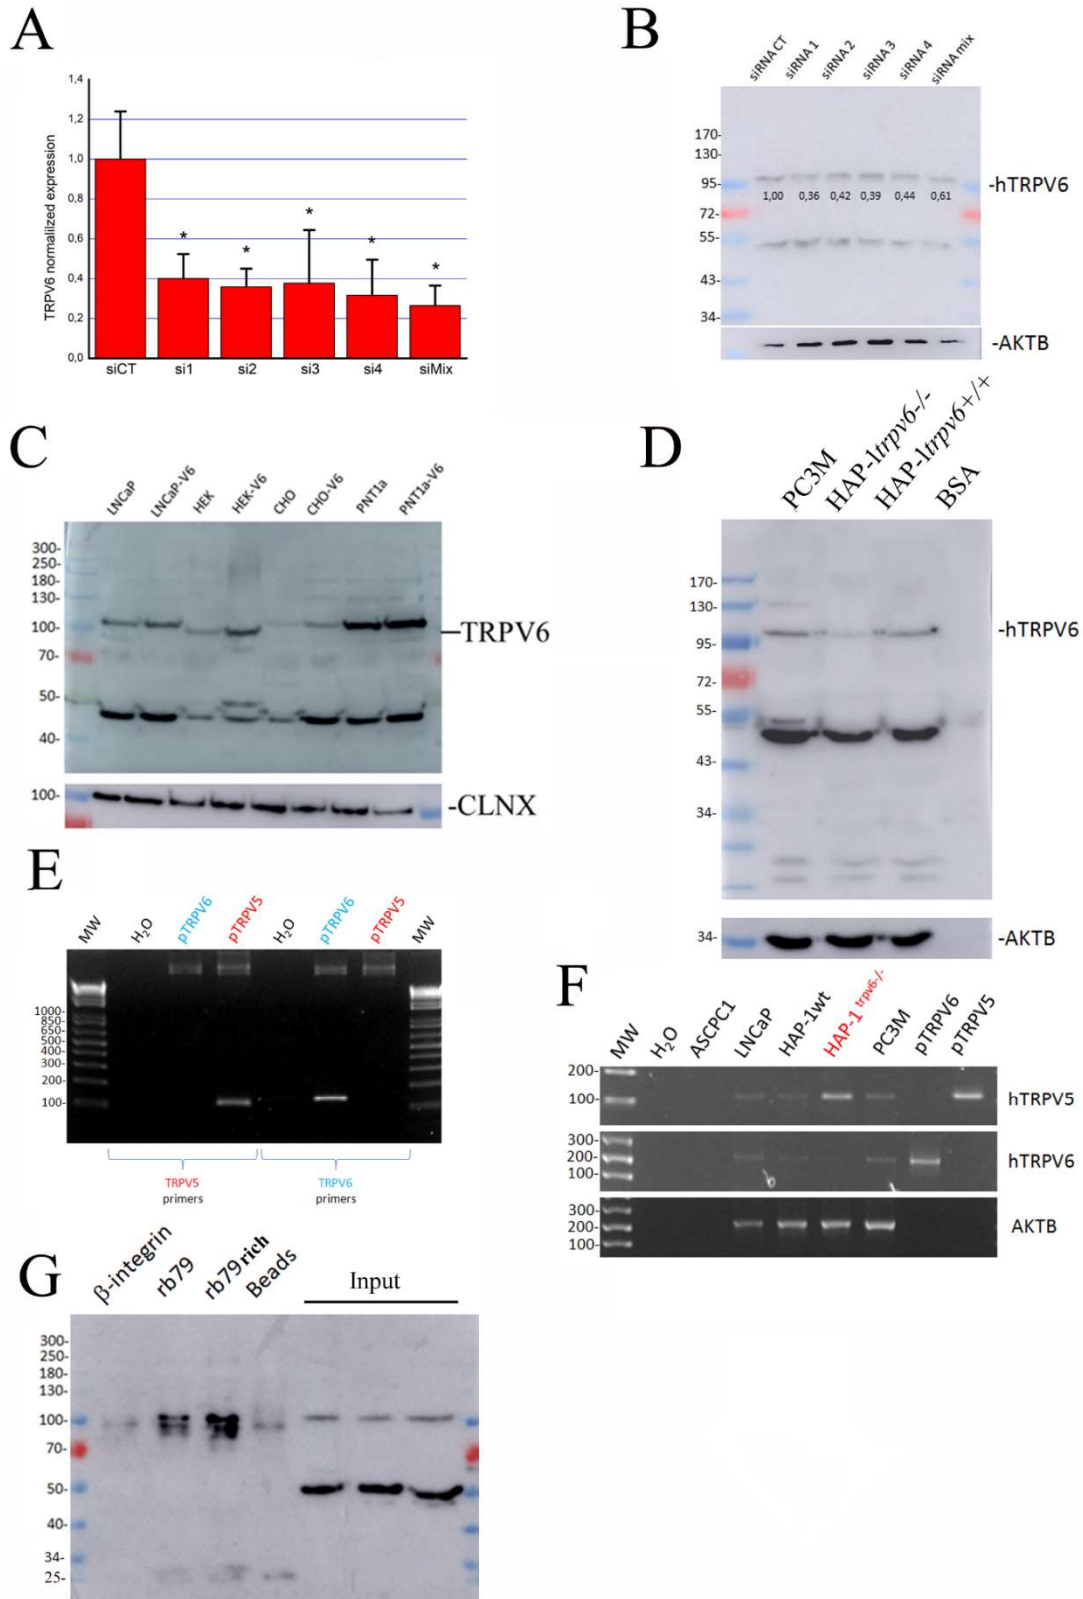 A
1,4
1,2
1,0
0,8
0,6
0,4
0,2
0,0
TRPV6 normalilzed expression
* * * * *
siCT si1 si2 si3 si4 siMix
B
siRNA CT siRNA 1 siRNA 2 siRNA 3 siRNA 4 siRNA mix
170-
130-
95-
72-
55-
43-
34-
1,00 0,36 0,42 0,39 0,44 0,61
-hTRPV6
-AKTB
C
LNCaP LNCaP-V6 HEK HEK-V6 CHO CHO-V6 PNT1a PNT1a-V6
300-
250-
180-
130-
100-
70-
50-
40-
TRPV6
100-
-CLNX
D
PC3M HAP-1trpv6-/- HAP-1trpv6+/+ BSA
170-
130-
95-
72-
55-
43-
34-
-hTRPV6
34-
-AKTB
E
MW H₂O pTRPV6 pTRPV5 H₂O pTRPV6 pTRPV5 MW
1000-
850-
650-
500-
400-
300-
200-
100-
TRPV5 primers
TRPV6 primers
F
MW H₂O ASCPC1 LNCaP HAP-1wt HAP-1 trpv6-/- PC3M pTRPV6 pTRPV5
200-
100-
hTRPV5
300-
200-
100-
hTRPV6
300-
200-
100-
AKTB
G
β-integrin rb79 rb79 rich Beads Input
300-
250-
180-
130-
100-
70-
50-
40-
34-
25-